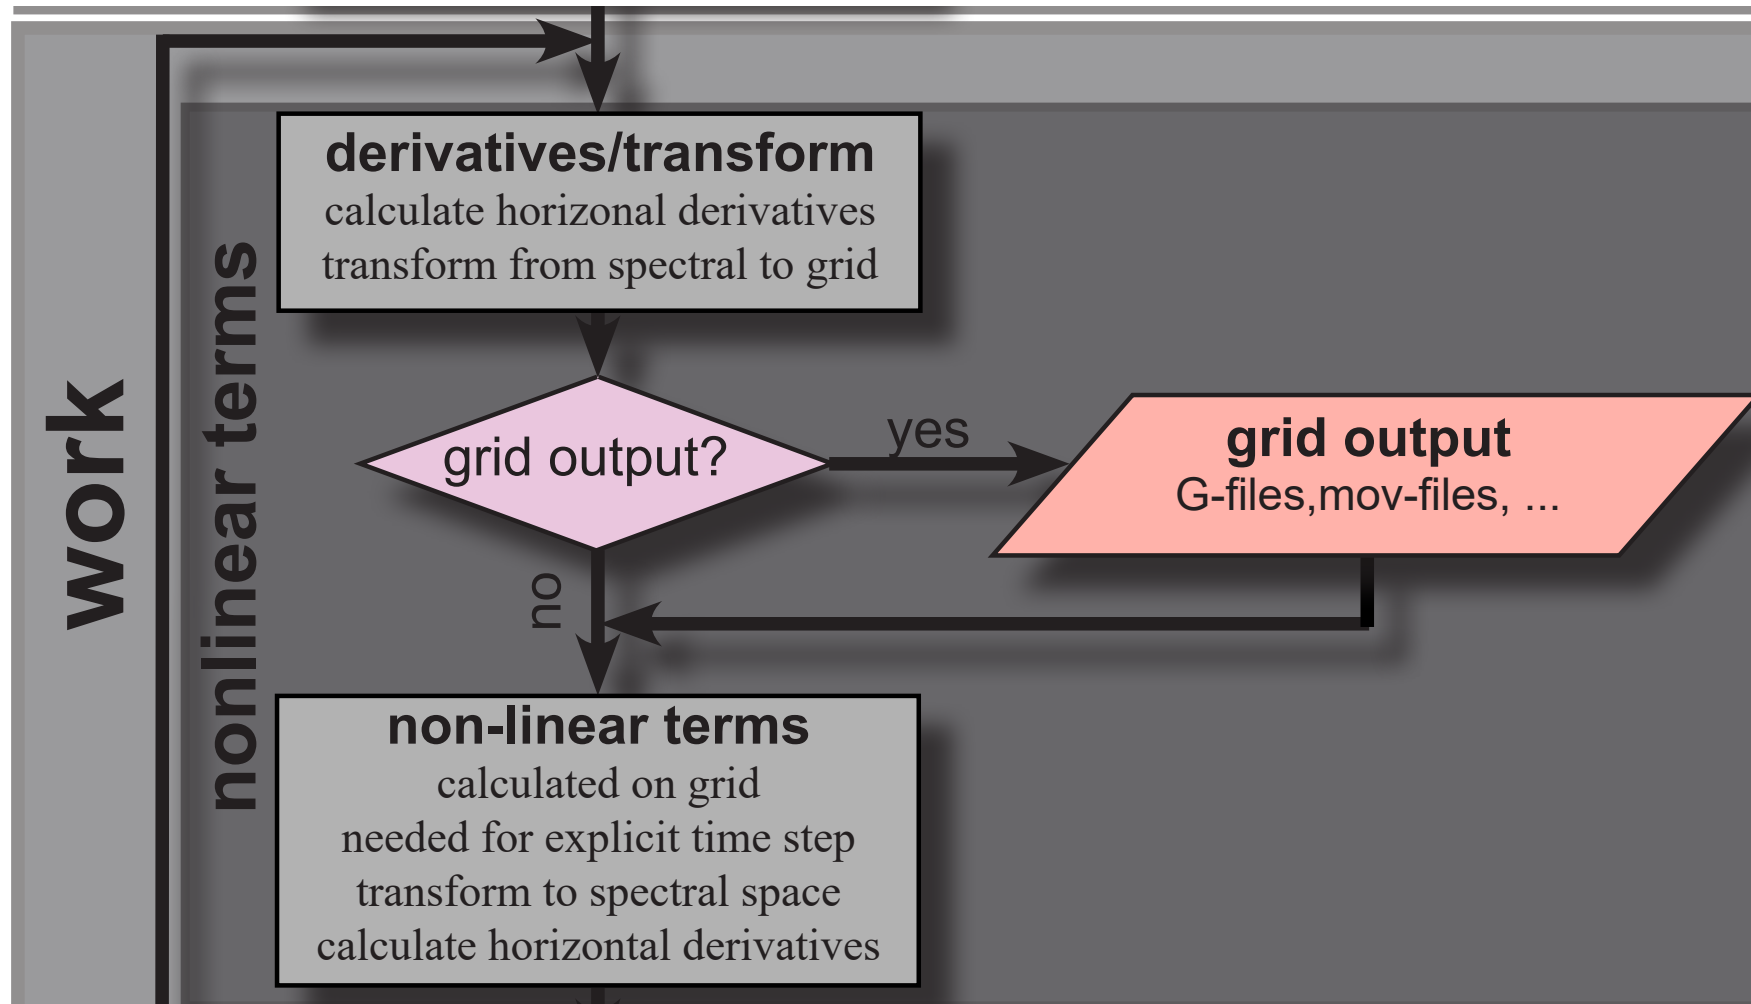 work
nonlinear terms
derivatives/transform
calculate horizonal derivatives
transform from spectral to grid
grid output?
yes
grid output
G-files,mov-files, ...
no
non-linear terms
calculated on grid
needed for explicit time step
transform to spectral space
calculate horizontal derivatives